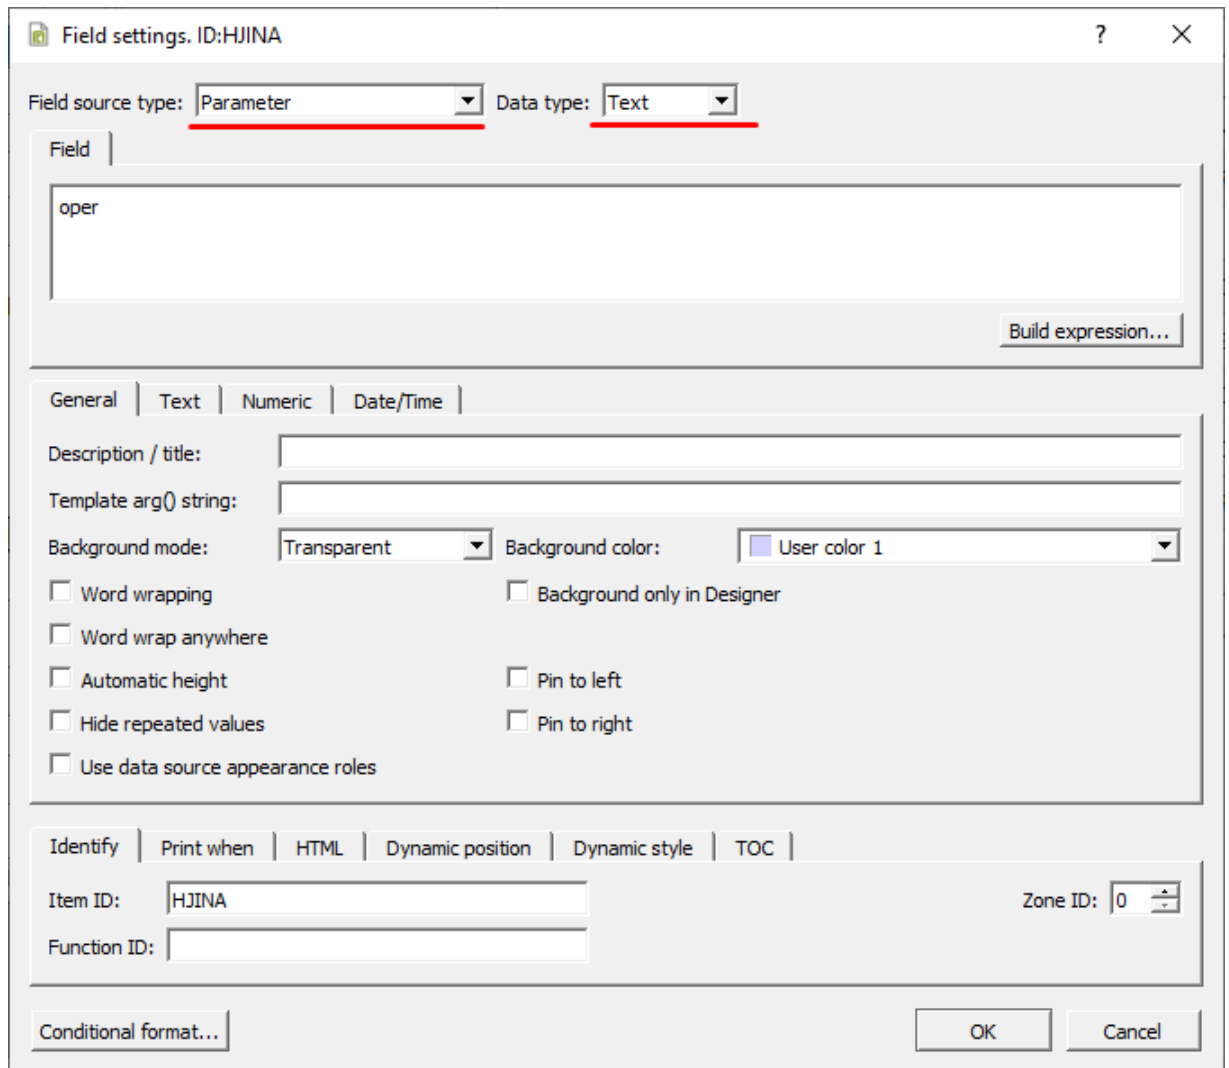 Field settings. ID:HJINA ?
Field source type: Parameter Data type: Text
Field
oper
Build expression...
General Text Numeric Date/Time
Description / title:
Template arg() string:
Background mode: Transparent Background color: User color 1
Word wrapping Background only in Designer
Word wrap anywhere
Automatic height Pin to left
Hide repeated values Pin to right
Use data source appearance roles
Identify Print when HTML Dynamic position Dynamic style TOC
Item ID: HJINA Zone ID: 0
Function ID:
Conditional format... OK Cancel